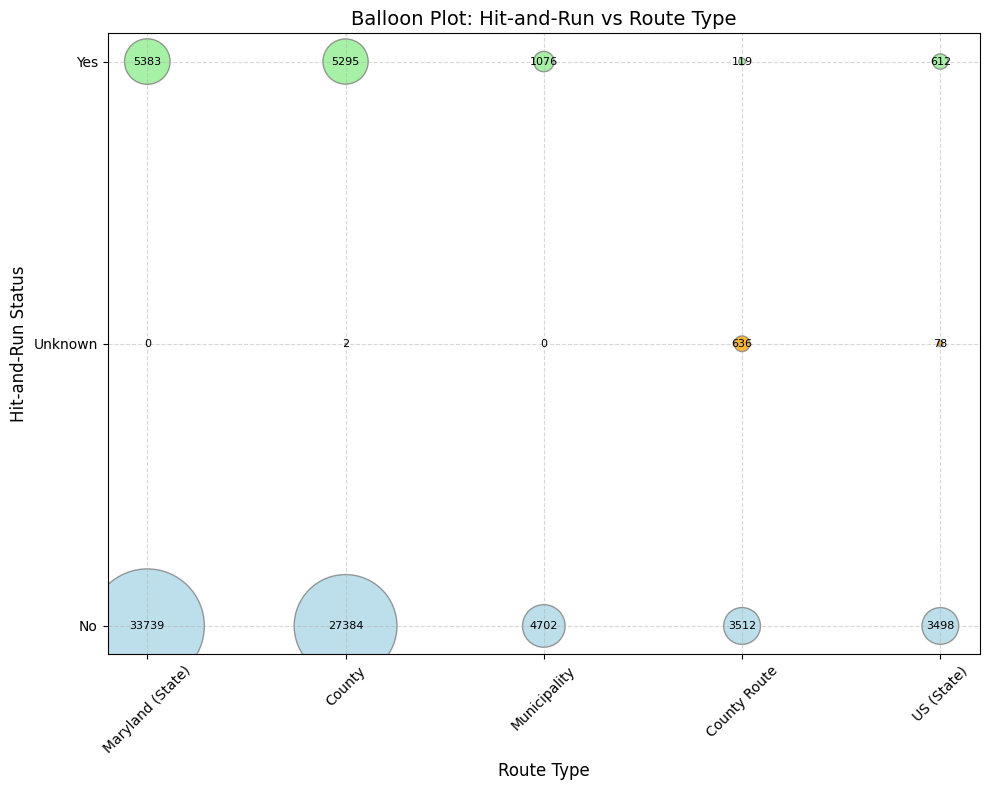 Balloon Plot: Hit-and-Run vs Route Type
Hit-and-Run Status
Yes
5383
5295
1076
119
612
Unknown
0
2
0
636
78
No
33739
27384
4702
3512
3498
Maryland (State)
County
Municipality
County Route
US (State)
Route Type